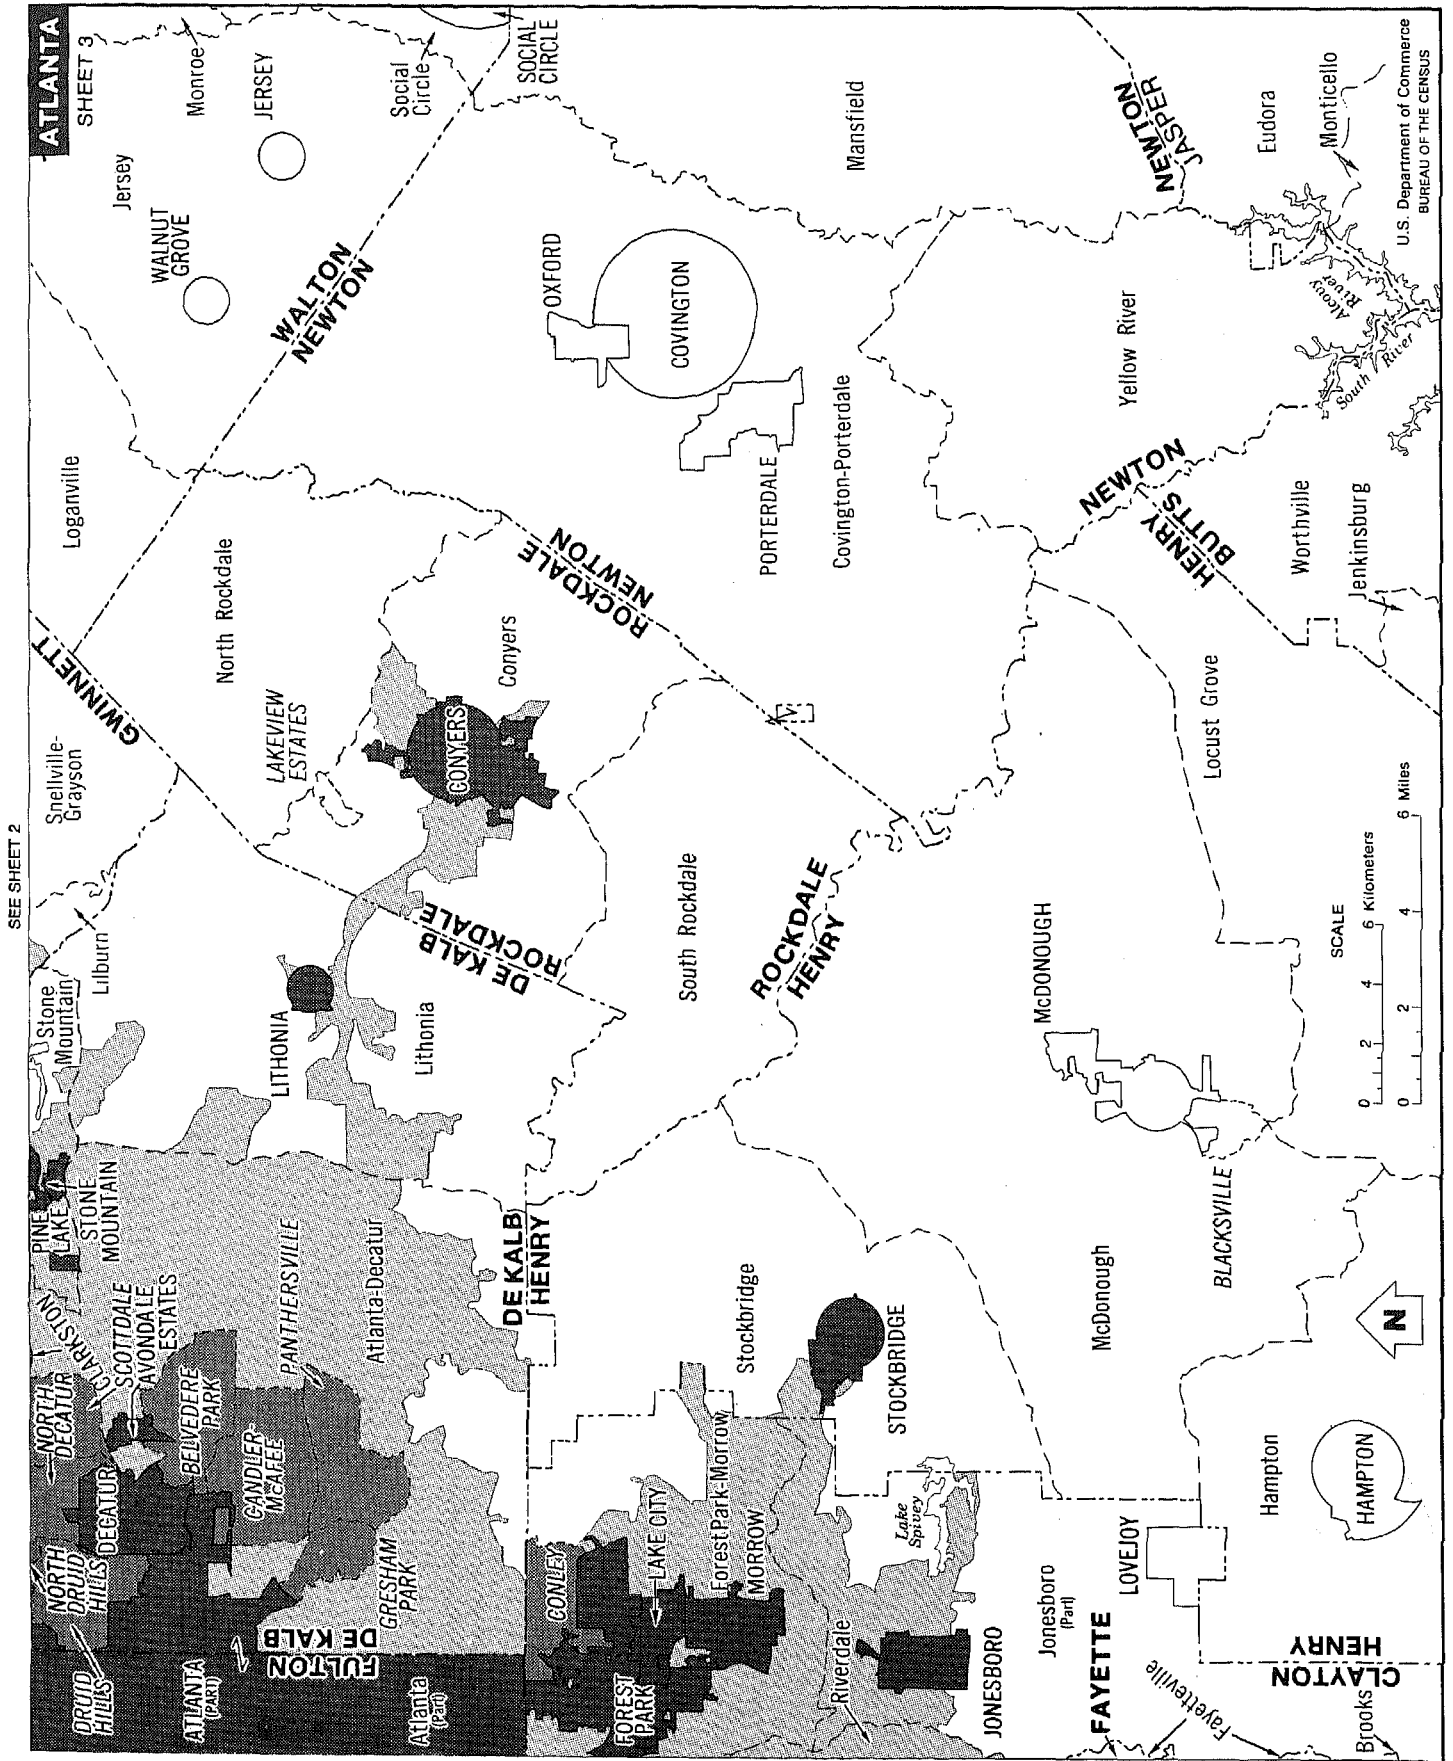 ATLANTA
SHEET 3
SEE SHEET 2
Monroe
JERSEY
Social
Circle
SOCIAL
CIRCLE
Jersey
WALNUT
GROVE
WALTON
NEWTON
Mansfield
NEWTON
JASPER
Eudora
Monticello
U.S. Department of Commerce
BUREAU OF THE CENSUS
OXFORD
COVINGTON
PORTERDALE
Covington-Porterdale
Yellow River
Alcovy
River
South River
Loganville
North Rockdale
GWINNETT
Snellville-
Grayson
LAKEVIEW
ESTATES
CONYERS
Conyers
ROCKDALE
NEWTON
NEWTON
HENRY
BUTTS
Worthville
Jenkinsburg
Locust Grove
Lilburn
Stone
Mountain
LITHONIA
Lithonia
DE KALB
ROCKDALE
South Rockdale
ROCKDALE
HENRY
McDONOUGH
SCALE
0 2 4 6 Kilometers
0 2 4 6 Miles
PINE
LAKE
STONE
MOUNTAIN
CLARKSTON
SCOTTDALE
AVONDALE
ESTATES
NORTH
DECATUR
DECATUR
BELVEDERE
PARK
CANDLER-
McAFEE
PANTHERSVILLE
Atlanta-Decatur
DE KALB
HENRY
Stockbridge
STOCKBRIDGE
McDonough
BLACKSVILLE
N
NORTH
DRUID
HILLS
DRUID
HILLS
ATLANTA
(PART)
FULTON
DE KALB
GRESHAM
PARK
Atlanta
(Part)
CONLEY
LAKE CITY
Forest Park-Morrow
MORROW
FOREST
PARK
Riverdale
Lake
Spivey
JONESBORO
Jonesboro
(Part)
LOVEJOY
FAYETTE
Fayetteville
Hampton
HAMPTON
CLAYTON
HENRY
Brooks